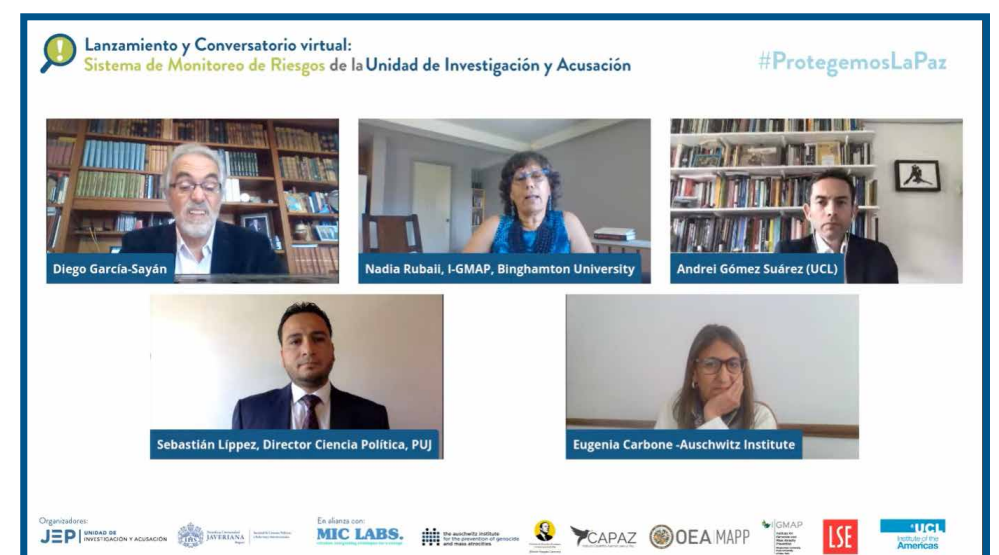 Lanzamiento y Conversatorio virtual:
Sistema de Monitoreo de Riesgos de la Unidad de Investigación y Acusación
#ProtegemosLaPaz
Diego García-Sayán
Nadia Rubaii, I-GMAP, Binghamton University
Andrei Gómez Suárez (UCL)
Sebastián Líppez, Director Ciencia Política, PUJ
Eugenia Carbone -Auschwitz Institute
Organizadores:
JEP UNIDAD DE
INVESTIGACIÓN Y ACUSACIÓN
JAVERIANA
En alianza con:
MIC LABS.
the auschwitz institute
for the prevention of genocide
and mass atrocities
CAPAZ
OEA MAPP
IGMAP
LSE
UCL
Institute of the
Americas